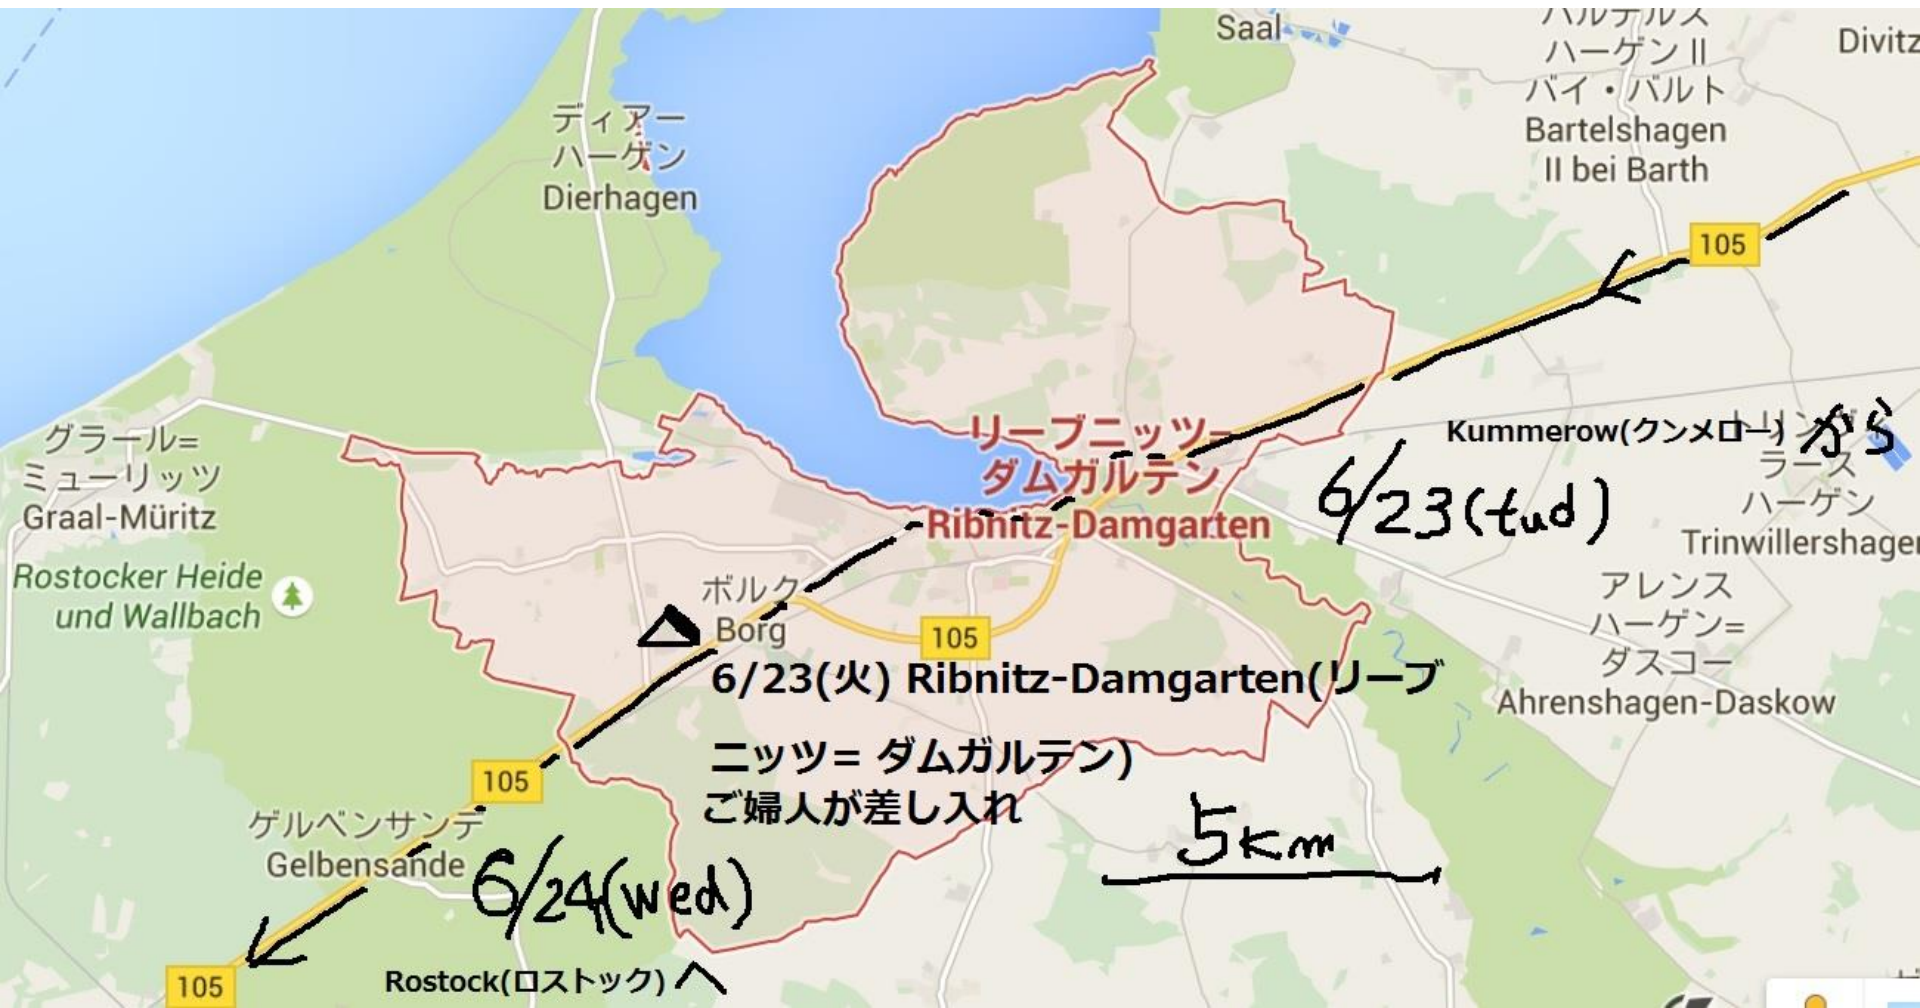 Saal
バルテルス
ハーゲン II
バイ・バルト
Bartelshagen
II bei Barth
Divitz
ディアー
ハーゲン
Dierhagen
105
リーブニッツ=
ダムガルテン
Ribnitz-Damgarten
Kummerow(クンメロー) から
6/23(tud)
ラース
ハーゲン
Trinwillershagen
グラール=
ミューリッツ
Graal-Müritz
Rostocker Heide
und Wallbach
ボルク
Borg
105
アレンス
ハーゲン=
ダスコー
Ahrenshagen-Daskow
6/23(火) Ribnitz-Damgarten(リーブ
ニッツ= ダムガルテン)
ご婦人が差し入れ
5km
105
ゲルベンサンデ
Gelbensande
6/24(wed)
Rostock(ロストック)へ
105